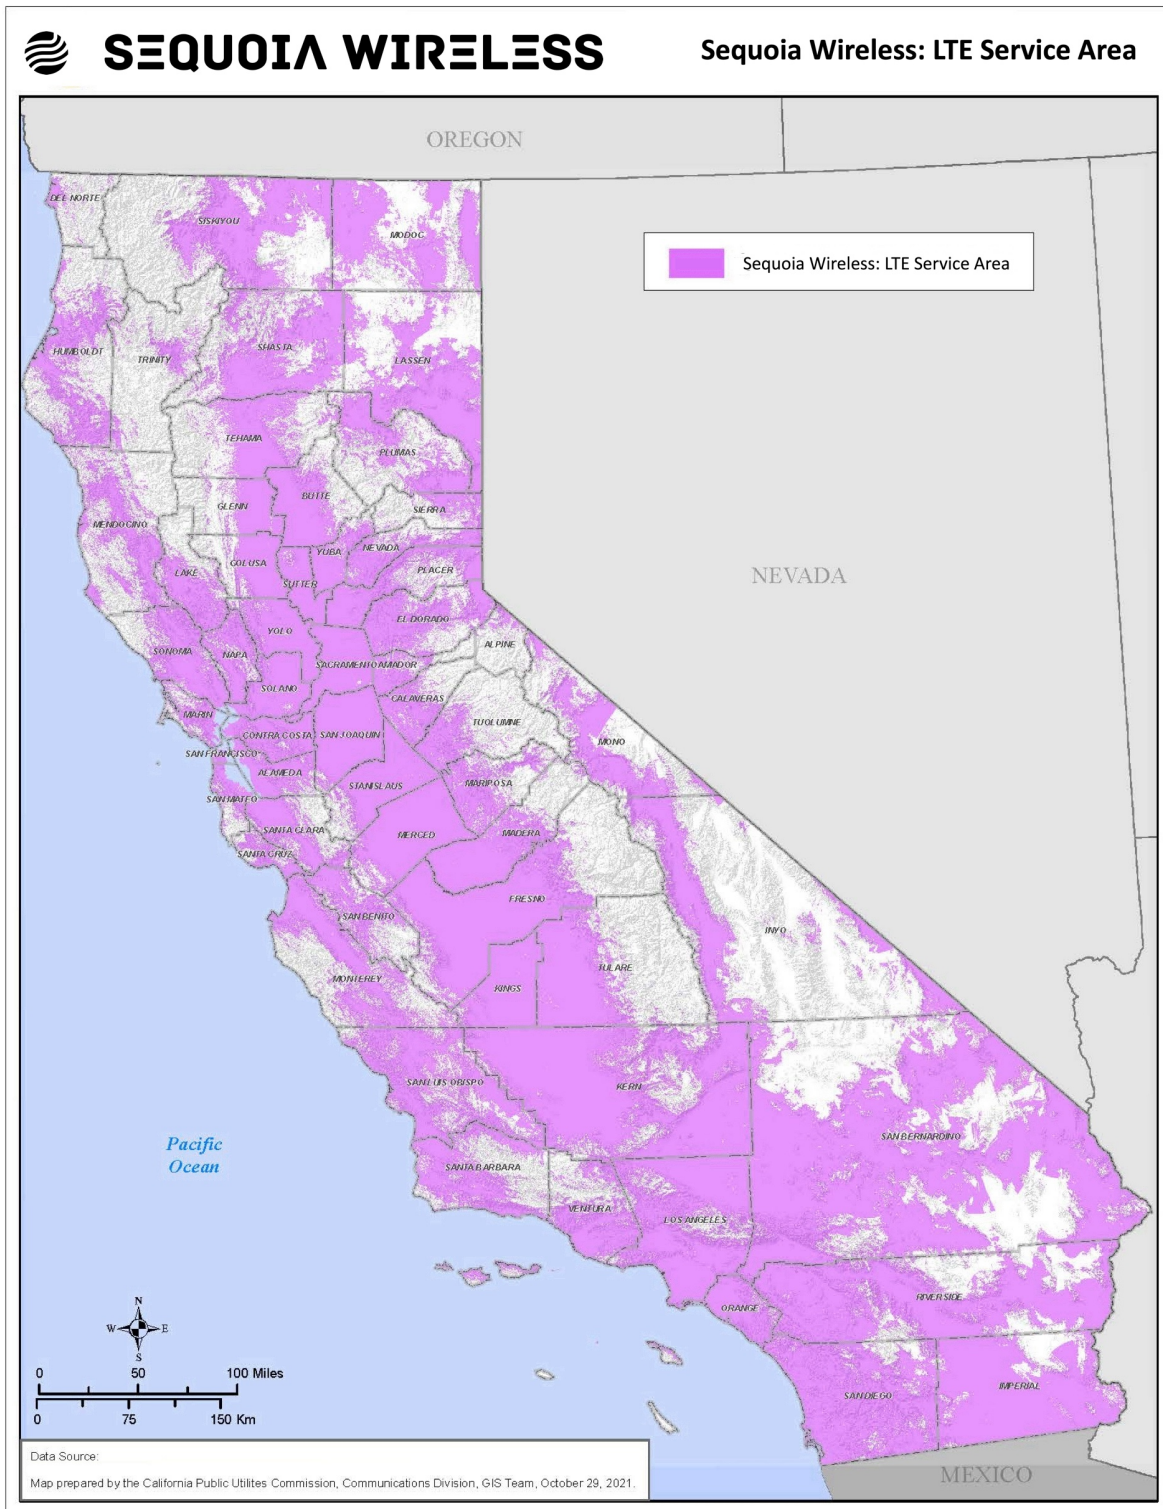 SEQUOIA WIRELESS
Sequoia Wireless: LTE Service Area
OREGON
DEL NORTE
SISKIYOU
MODOC
Sequoia Wireless: LTE Service Area
HUMBOLDT
TRINITY
SHASTA
LASSEN
TEHAMA
PLUMAS
BUTTE
GLENN
SIERRA
MENDOCINO
YUBA
NEVADA
COLUSA
LAKE
PLACER
SUTTER
NEVADA
EL DORADO
YOLO
ALPINE
SONOMA
NAPA
SACRAMENTO
AMADOR
SOLANO
CALAVERAS
MARIN
TUOLUMNE
CONTRA COSTA
SAN JOAQUIN
MONO
SAN FRANCISCO
ALAMEDA
STANISLAUS
MARIPOSA
SAN MATEO
SANTA CLARA
MERCED
MADERA
SANTA CRUZ
FRESNO
SAN BENITO
INYO
TULARE
MONTEREY
KINGS
SAN LUIS OBISPO
KERN
SAN BERNARDINO
Pacific
Ocean
SANTA BARBARA
VENTURA
LOS ANGELES
RIVERSIDE
ORANGE
N
W
E
S
0 50 100 Miles
0 75 150 Km
SAN DIEGO
IMPERIAL
MEXICO
Data Source:
Map prepared by the California Public Utilites Commission, Communications Division, GIS Team, October 29, 2021.